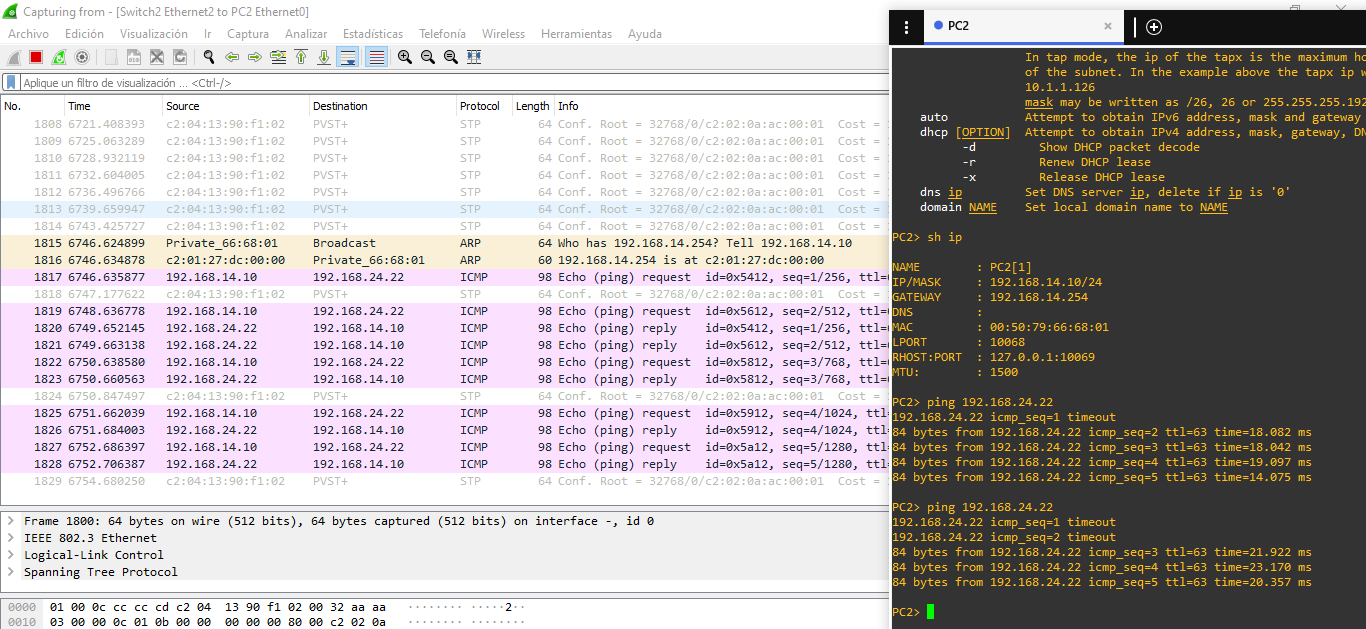 Capturing from - [Switch2 Ethernet2 to PC2 Ethernet0]
Archivo Edición Visualización Ir Captura Analizar Estadísticas Telefonía Wireless Herramientas Ayuda
Aplique un filtro de visualización ... <Ctrl-/>
No. Time Source Destination Protocol Length Info
1808 6721.408393 c2:04:13:90:f1:02 PVST+ STP 64 Conf. Root = 32768/0/c2:02:0a:ac:00:01 Cost =
1809 6725.063289 c2:04:13:90:f1:02 PVST+ STP 64 Conf. Root = 32768/0/c2:02:0a:ac:00:01 Cost =
1810 6728.932119 c2:04:13:90:f1:02 PVST+ STP 64 Conf. Root = 32768/0/c2:02:0a:ac:00:01 Cost =
1811 6732.604005 c2:04:13:90:f1:02 PVST+ STP 64 Conf. Root = 32768/0/c2:02:0a:ac:00:01 Cost =
1812 6736.496766 c2:04:13:90:f1:02 PVST+ STP 64 Conf. Root = 32768/0/c2:02:0a:ac:00:01 Cost =
1813 6739.659947 c2:04:13:90:f1:02 PVST+ STP 64 Conf. Root = 32768/0/c2:02:0a:ac:00:01 Cost =
1814 6743.425727 c2:04:13:90:f1:02 PVST+ STP 64 Conf. Root = 32768/0/c2:02:0a:ac:00:01 Cost =
1815 6746.624899 Private_66:68:01 Broadcast ARP 64 Who has 192.168.14.254? Tell 192.168.14.10
1816 6746.634878 c2:01:27:dc:00:00 Private_66:68:01 ARP 60 192.168.14.254 is at c2:01:27:dc:00:00
1817 6746.635877 192.168.14.10 192.168.24.22 ICMP 98 Echo (ping) request id=0x5412, seq=1/256, ttl=
1818 6747.177622 c2:04:13:90:f1:02 PVST+ STP 64 Conf. Root = 32768/0/c2:02:0a:ac:00:01 Cost =
1819 6748.636778 192.168.14.10 192.168.24.22 ICMP 98 Echo (ping) request id=0x5612, seq=2/512, ttl=
1820 6749.652145 192.168.24.22 192.168.14.10 ICMP 98 Echo (ping) reply id=0x5412, seq=1/256, ttl=
1821 6749.663138 192.168.24.22 192.168.14.10 ICMP 98 Echo (ping) reply id=0x5612, seq=2/512, ttl=
1822 6750.638580 192.168.14.10 192.168.24.22 ICMP 98 Echo (ping) request id=0x5812, seq=3/768, ttl=
1823 6750.660563 192.168.24.22 192.168.14.10 ICMP 98 Echo (ping) reply id=0x5812, seq=3/768, ttl=
1824 6750.847497 c2:04:13:90:f1:02 PVST+ STP 64 Conf. Root = 32768/0/c2:02:0a:ac:00:01 Cost =
1825 6751.662039 192.168.14.10 192.168.24.22 ICMP 98 Echo (ping) request id=0x5912, seq=4/1024, ttl
1826 6751.684003 192.168.24.22 192.168.14.10 ICMP 98 Echo (ping) reply id=0x5912, seq=4/1024, ttl
1827 6752.686397 192.168.14.10 192.168.24.22 ICMP 98 Echo (ping) request id=0x5a12, seq=5/1280, ttl
1828 6752.706387 192.168.24.22 192.168.14.10 ICMP 98 Echo (ping) reply id=0x5a12, seq=5/1280, ttl
1829 6754.680250 c2:04:13:90:f1:02 PVST+ STP 64 Conf. Root = 32768/0/c2:02:0a:ac:00:01 Cost =
Frame 1800: 64 bytes on wire (512 bits), 64 bytes captured (512 bits) on interface -, id 0
IEEE 802.3 Ethernet
Logical-Link Control
Spanning Tree Protocol
0000 01 00 0c cc cc cd c2 04 13 90 f1 02 00 32 aa aa ········ ·····2··
0010 03 00 00 0c 01 0b 00 00 00 00 00 80 00 c2 02 0a ········ ········
PC2
In tap mode, the ip of the tapx is the maximum ho
of the subnet. In the example above the tapx ip w
10.1.1.126
mask may be written as /26, 26 or 255.255.255.192
auto Attempt to obtain IPv6 address, mask and gateway
dhcp [OPTION] Attempt to obtain IPv4 address, mask, gateway, DN
-d Show DHCP packet decode
-r Renew DHCP lease
-x Release DHCP lease
dns ip Set DNS server ip, delete if ip is '0'
domain NAME Set local domain name to NAME
PC2> sh ip
NAME : PC2[1]
IP/MASK : 192.168.14.10/24
GATEWAY : 192.168.14.254
DNS :
MAC : 00:50:79:66:68:01
LPORT : 10068
RHOST:PORT : 127.0.0.1:10069
MTU: : 1500
PC2> ping 192.168.24.22
192.168.24.22 icmp_seq=1 timeout
84 bytes from 192.168.24.22 icmp_seq=2 ttl=63 time=18.082 ms
84 bytes from 192.168.24.22 icmp_seq=3 ttl=63 time=18.042 ms
84 bytes from 192.168.24.22 icmp_seq=4 ttl=63 time=19.097 ms
84 bytes from 192.168.24.22 icmp_seq=5 ttl=63 time=14.075 ms
PC2> ping 192.168.24.22
192.168.24.22 icmp_seq=1 timeout
192.168.24.22 icmp_seq=2 timeout
84 bytes from 192.168.24.22 icmp_seq=3 ttl=63 time=21.922 ms
84 bytes from 192.168.24.22 icmp_seq=4 ttl=63 time=23.170 ms
84 bytes from 192.168.24.22 icmp_seq=5 ttl=63 time=20.357 ms
PC2>